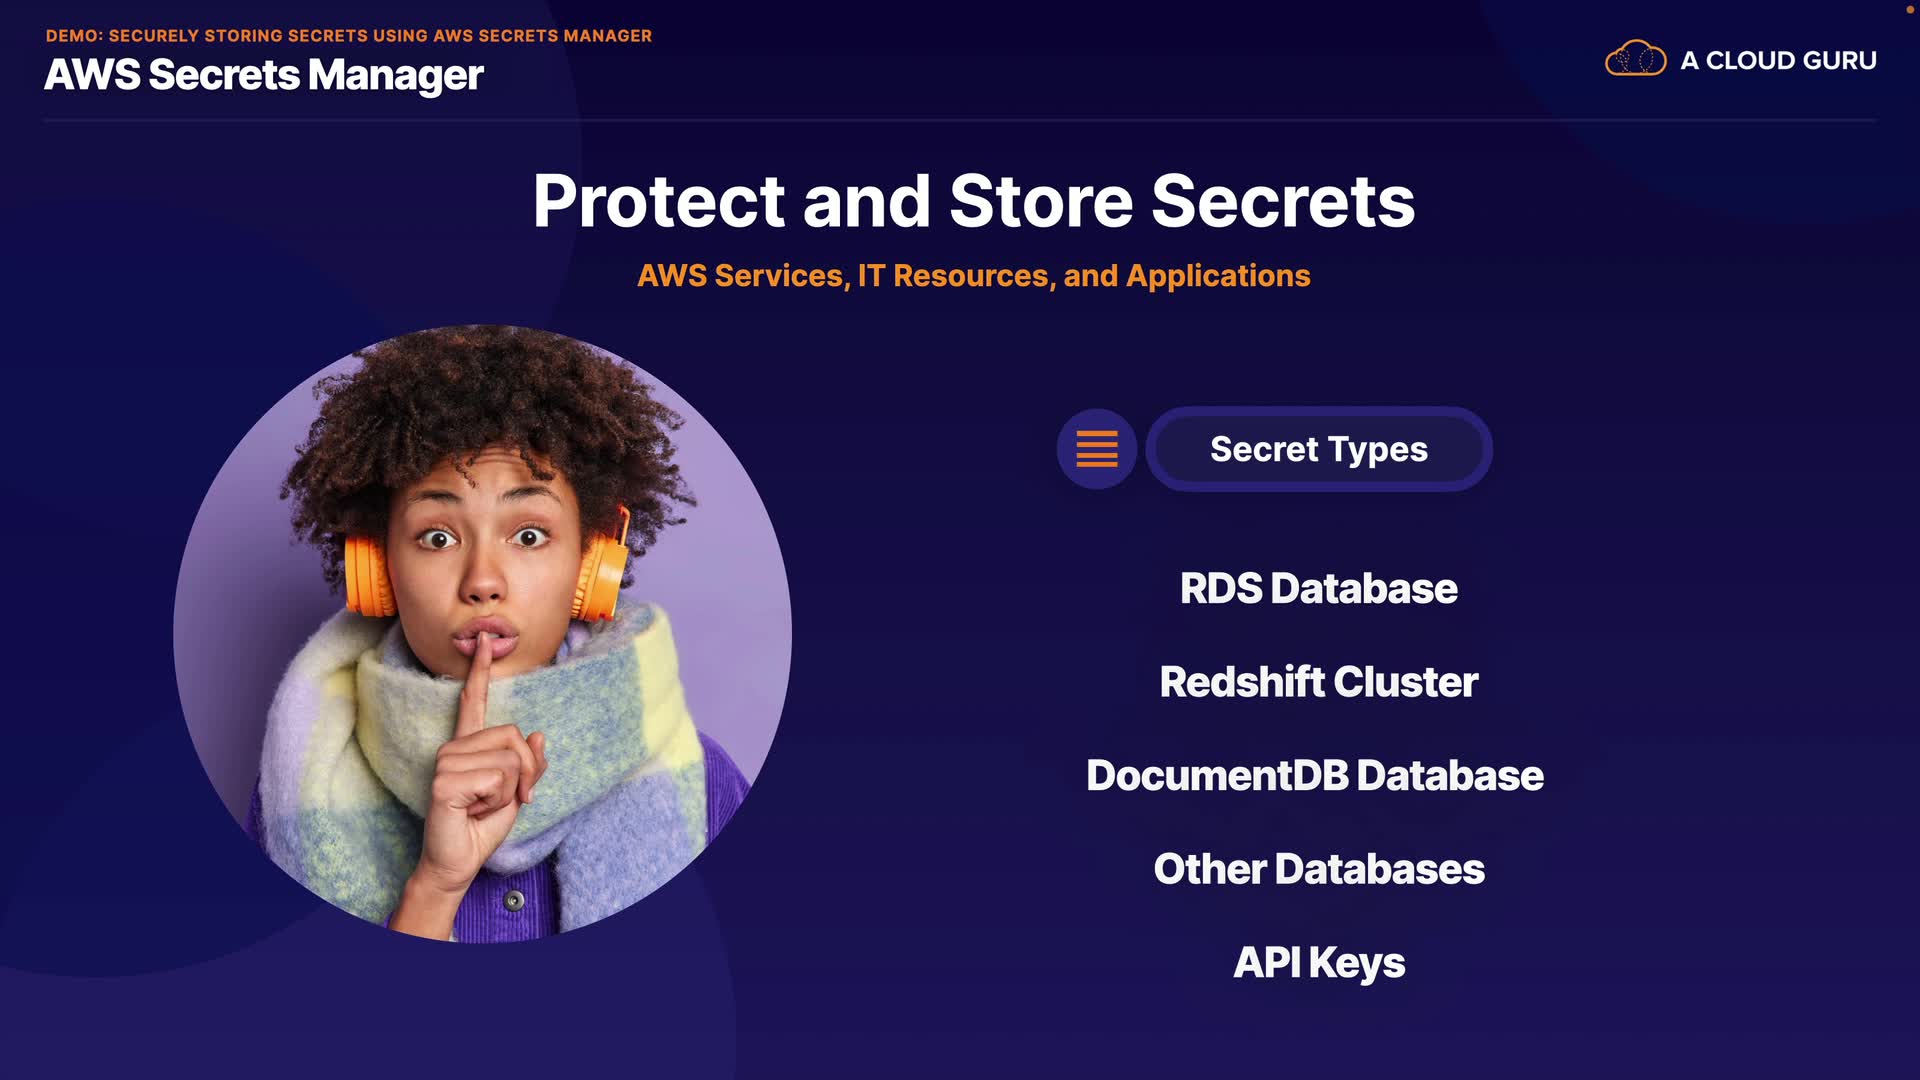 DEMO: SECURELY STORING SECRETS USING AWS SECRETS MANAGER
AWS Secrets Manager
A CLOUD GURU
Protect and Store Secrets
AWS Services, IT Resources, and Applications
Secret Types
RDS Database
Redshift Cluster
DocumentDB Database
Other Databases
API Keys